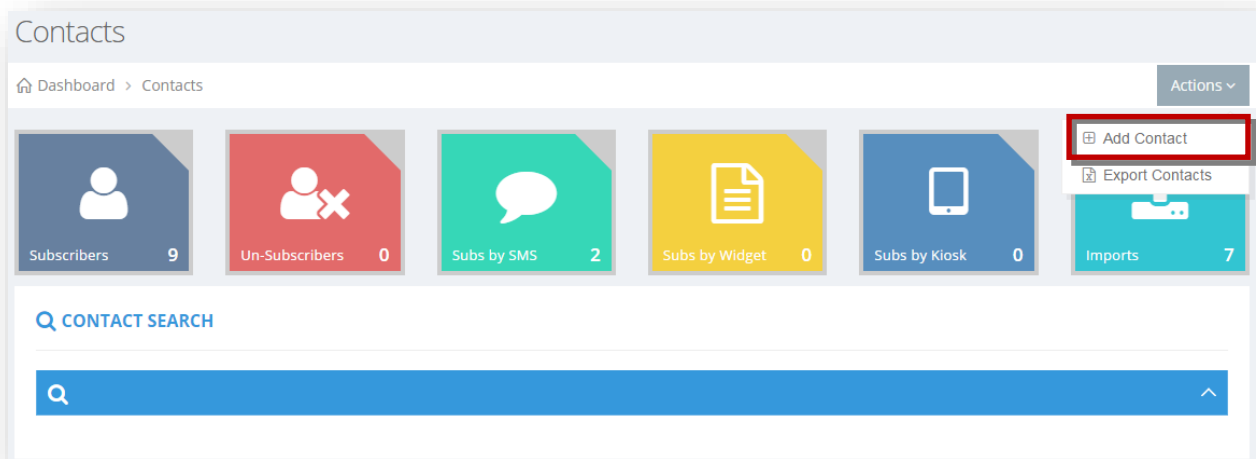 Contacts
Dashboard > Contacts
Actions
Add Contact
Export Contacts
Subscribers 9
Un-Subscribers 0
Subs by SMS 2
Subs by Widget 0
Subs by Kiosk 0
Imports 7
CONTACT SEARCH